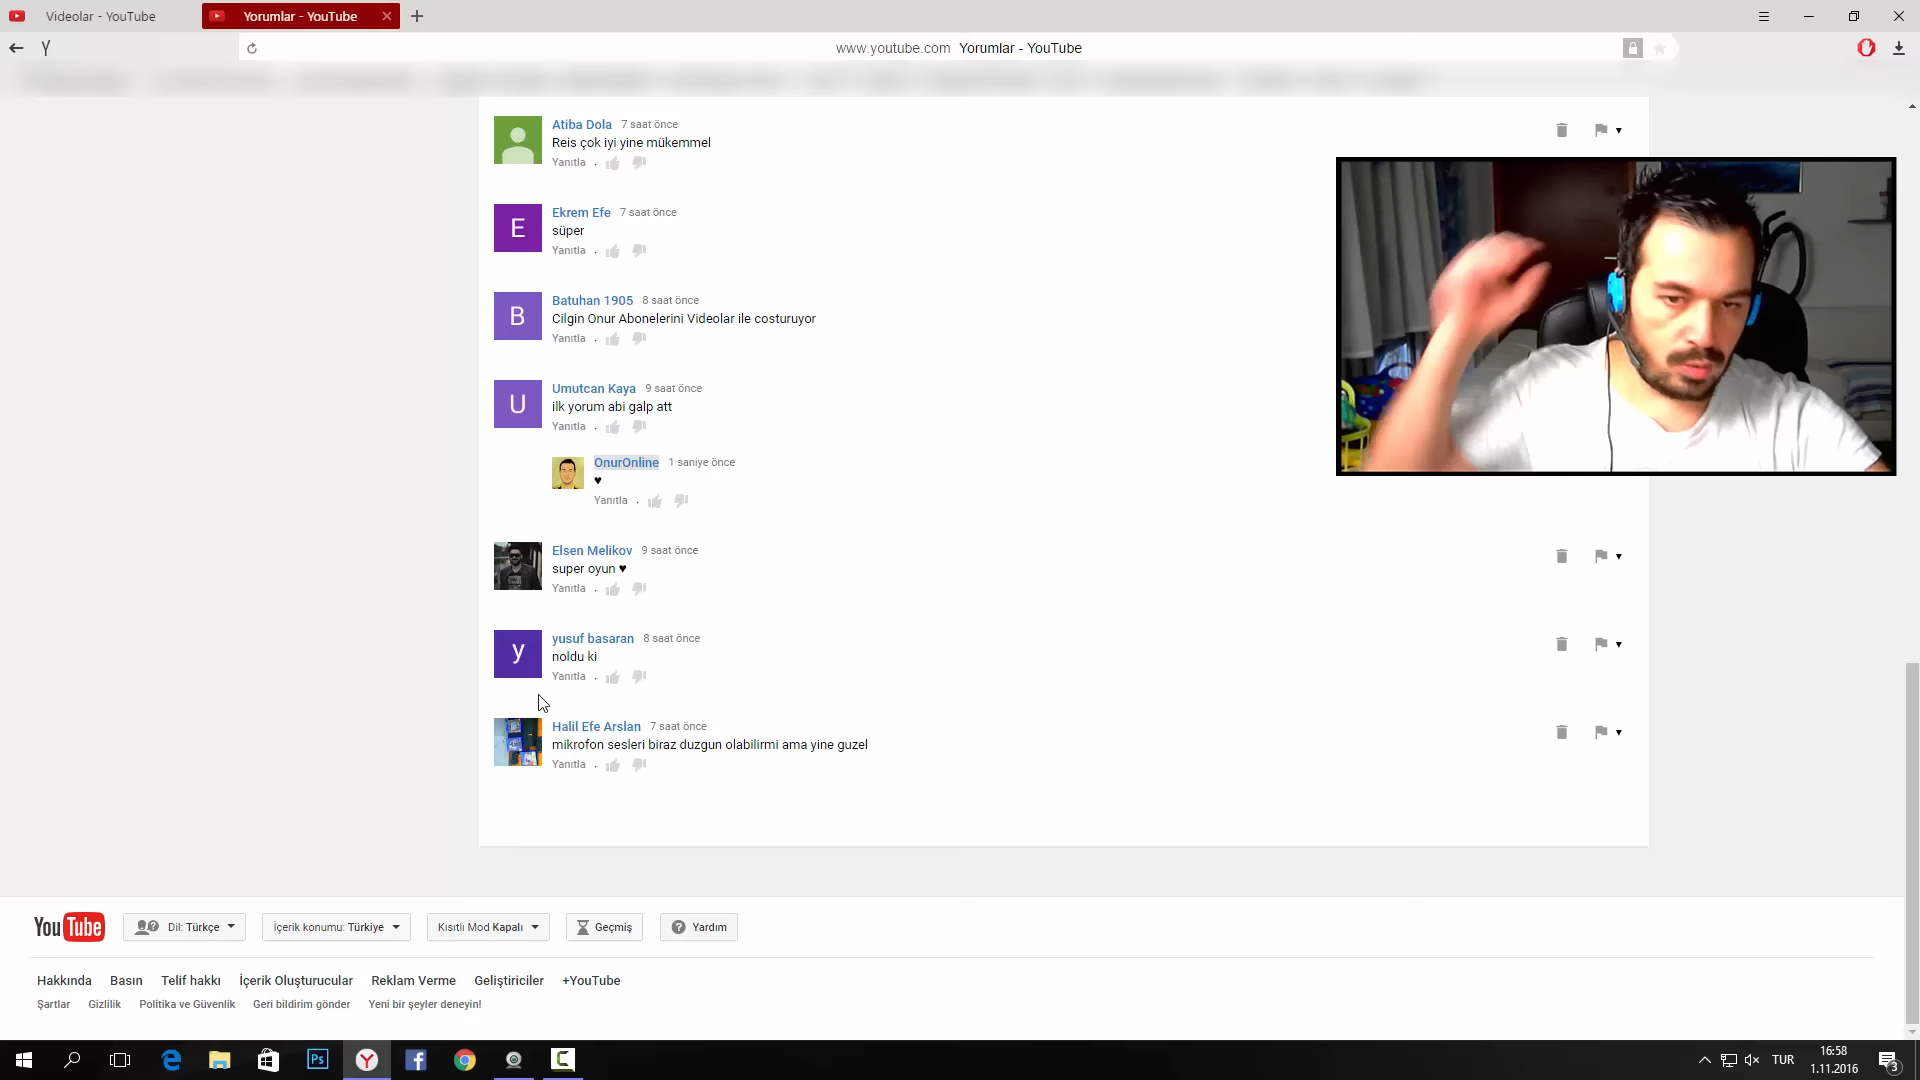 Videolar - YouTube
Yorumlar - YouTube
www.youtube.com Yorumlar - YouTube
Atiba Dola 7 saat önce
Reis çok iyi yine mükemmel
Yanıtla
E
Ekrem Efe 7 saat önce
süper
Yanıtla
B
Batuhan 1905 8 saat önce
Cilgin Onur Abonelerini Videolar ile costuruyor
Yanıtla
U
Umutcan Kaya 9 saat önce
ilk yorum abi galp att
Yanıtla
OnurOnline 1 saniye önce
♥
Yanıtla
Elsen Melikov 9 saat önce
super oyun ♥
Yanıtla
y
yusuf basaran 8 saat önce
noldu ki
Yanıtla
Halil Efe Arslan 7 saat önce
mikrofon sesleri biraz duzgun olabilirmi ama yine guzel
Yanıtla
YouTube Dil: Türkçe İçerik konumu: Türkiye Kısıtlı Mod Kapalı Geçmiş Yardım
Hakkında Basın Telif hakkı İçerik Oluşturucular Reklam Verme Geliştiriciler +YouTube
Şartlar Gizlilik Politika ve Güvenlik Geri bildirim gönder Yeni bir şeyler deneyin!
Ps
TUR
16:58
1.11.2016
3